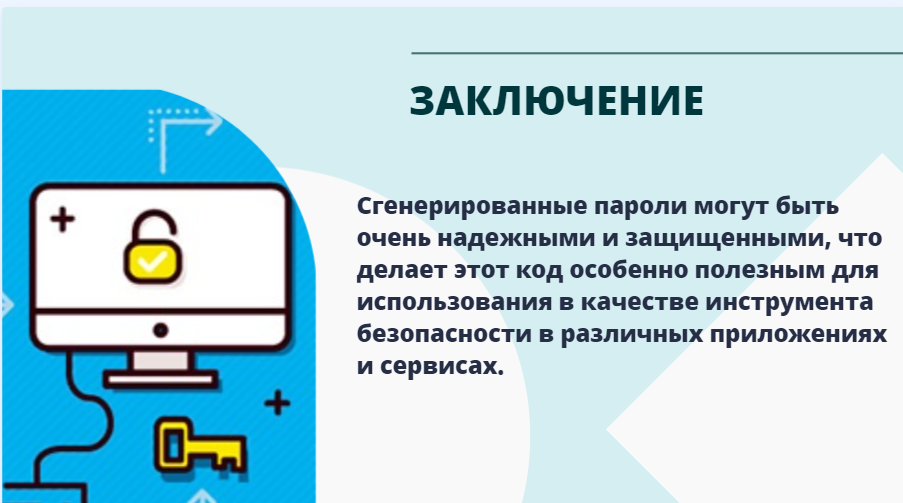 ЗАКЛЮЧЕНИЕ
Сгенерированные пароли могут быть
очень надежными и защищенными, что
делает этот код особенно полезным для
использования в качестве инструмента
безопасности в различных приложениях
и сервисах.